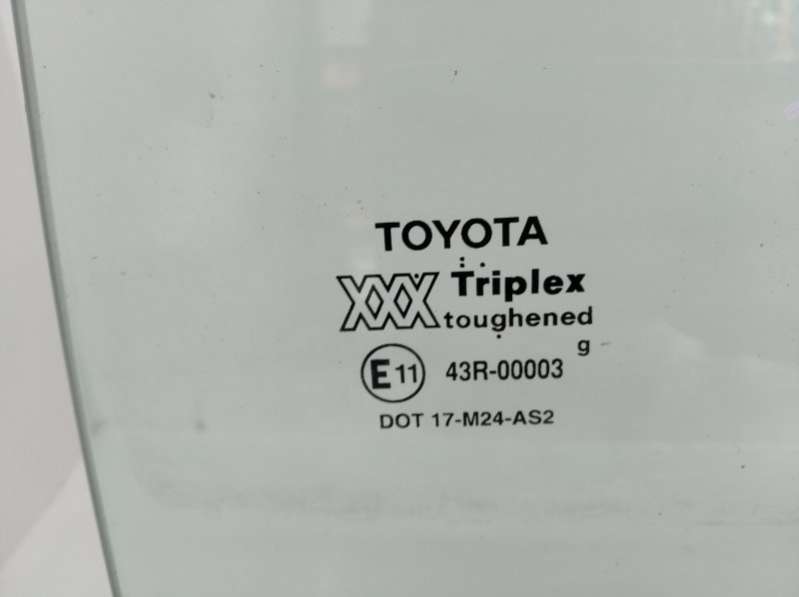 TOYOTA
XXX Triplex
toughened
g
E11 43R-00003
DOT 17-M24-AS2